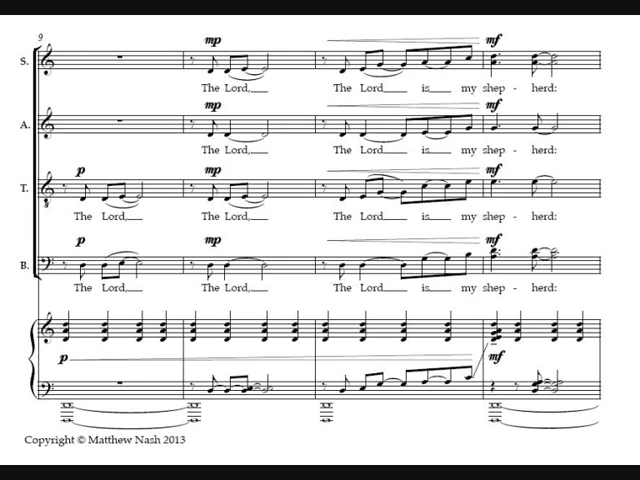 9
mp mf
S.
The Lord, The Lord is my shep - herd:
mp mf
A.
The Lord, The Lord is my shep - herd:
p mp mf
T.
The Lord, The Lord, The Lord is my shep - herd:
p mp mf
B.
The Lord, The Lord, The Lord is my shep - herd:
p mf
Copyright © Matthew Nash 2013